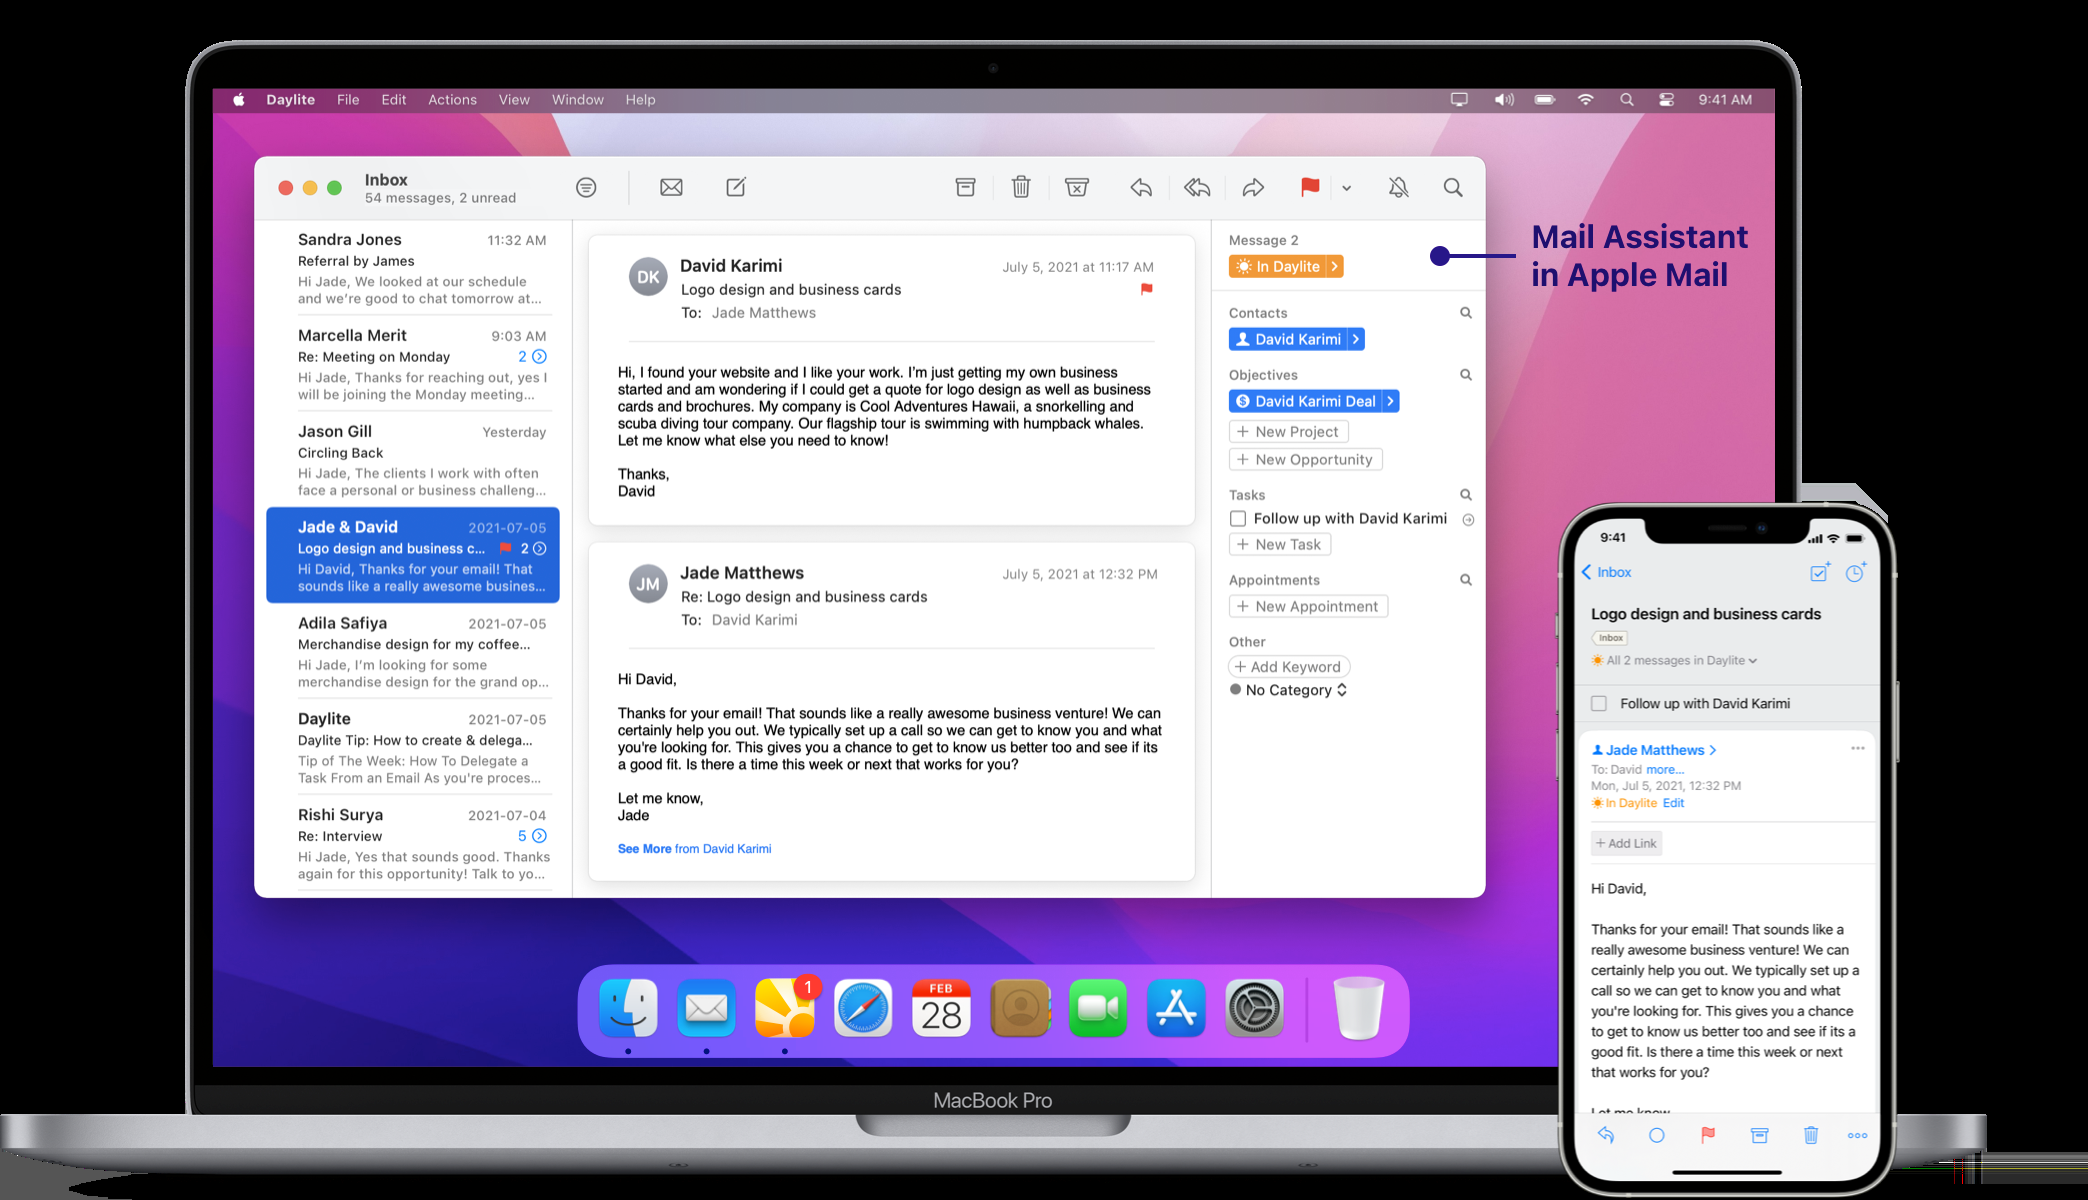 Daylite File Edit Actions View Window Help
9:41 AM
Inbox
54 messages, 2 unread
Sandra Jones 11:32 AM
Referral by James
Hi Jade, We looked at our schedule
and we're good to chat tomorrow at...
Marcella Merit 9:03 AM
Re: Meeting on Monday 2
Hi Jade, Thanks for reaching out, yes I
will be joining the Monday meeting...
Jason Gill Yesterday
Circling Back
Hi Jade, The clients I work with often
face a personal or business challeng...
Jade & David 2021-07-05
Logo design and business c... 2
Hi David, Thanks for your email! That
sounds like a really awesome busines...
Adila Safiya 2021-07-05
Merchandise design for my coffee...
Hi Jade, I'm looking for some
merchandise design for the grand op...
Daylite 2021-07-05
Daylite Tip: How to create & delega...
Tip of The Week: How To Delegate a
Task From an Email As you're proces...
Rishi Surya 2021-07-04
Re: Interview 5
Hi Jade, Yes that sounds good. Thanks
again for this opportunity! Talk to yo...
DK
David Karimi July 5, 2021 at 11:17 AM
Logo design and business cards
To: Jade Matthews
Hi, I found your website and I like your work. I'm just getting my own business
started and am wondering if I could get a quote for logo design as well as business
cards and brochures. My company is Cool Adventures Hawaii, a snorkelling and
scuba diving tour company. Our flagship tour is swimming with humpback whales.
Let me know what else you need to know!
Thanks,
David
JM
Jade Matthews July 5, 2021 at 12:32 PM
Re: Logo design and business cards
To: David Karimi
Hi David,
Thanks for your email! That sounds like a really awesome business venture! We can
certainly help you out. We typically set up a call so we can get to know you and what
you're looking for. This gives you a chance to get to know us better too and see if its
a good fit. Is there a time this week or next that works for you?
Let me know,
Jade
See More from David Karimi
Message 2
In Daylite
Contacts
David Karimi
Objectives
David Karimi Deal
+ New Project
+ New Opportunity
Tasks
Follow up with David Karimi
+ New Task
Appointments
+ New Appointment
Other
+ Add Keyword
No Category
Mail Assistant
in Apple Mail
1
FEB
28
MacBook Pro
9:41
Inbox
Logo design and business cards
Inbox
All 2 messages in Daylite
Follow up with David Karimi
Jade Matthews
To: David more...
Mon, Jul 5, 2021, 12:32 PM
In Daylite Edit
+ Add Link
Hi David,
Thanks for your email! That sounds like a
really awesome business venture! We can
certainly help you out. We typically set up a
call so we can get to know you and what
you're looking for. This gives you a chance
to get to know us better too and see if its a
good fit. Is there a time this week or next
that works for you?
Let me know